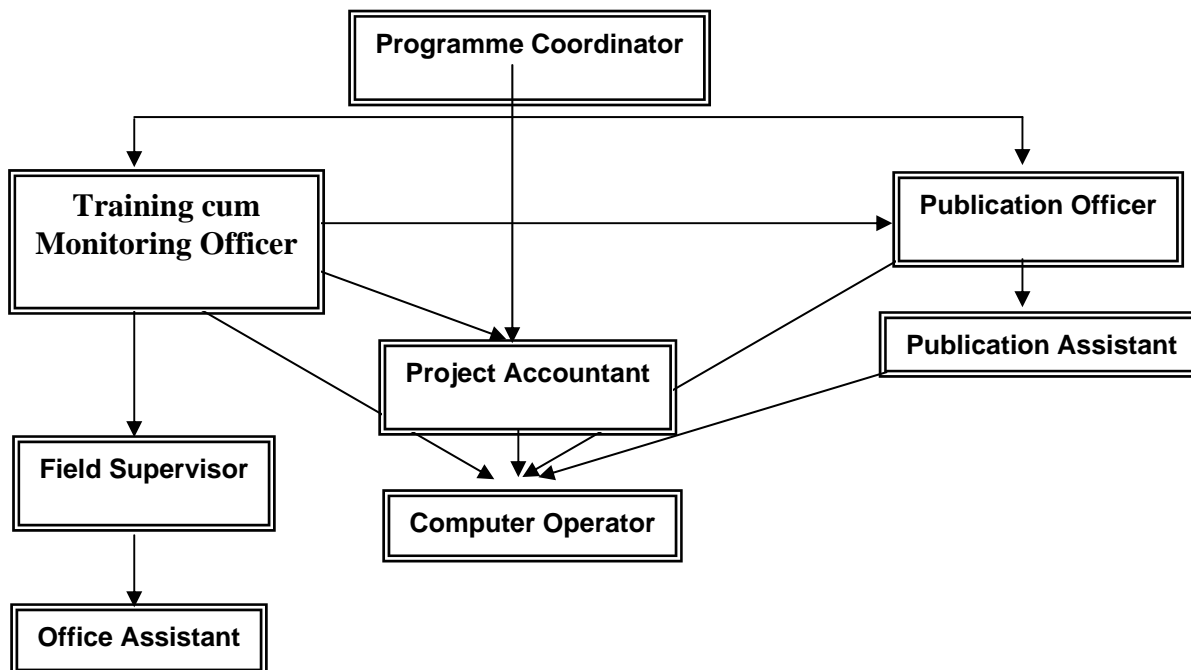 Programme Coordinator
Training cum
Monitoring Officer
Publication Officer
Project Accountant
Publication Assistant
Field Supervisor
Computer Operator
Office Assistant